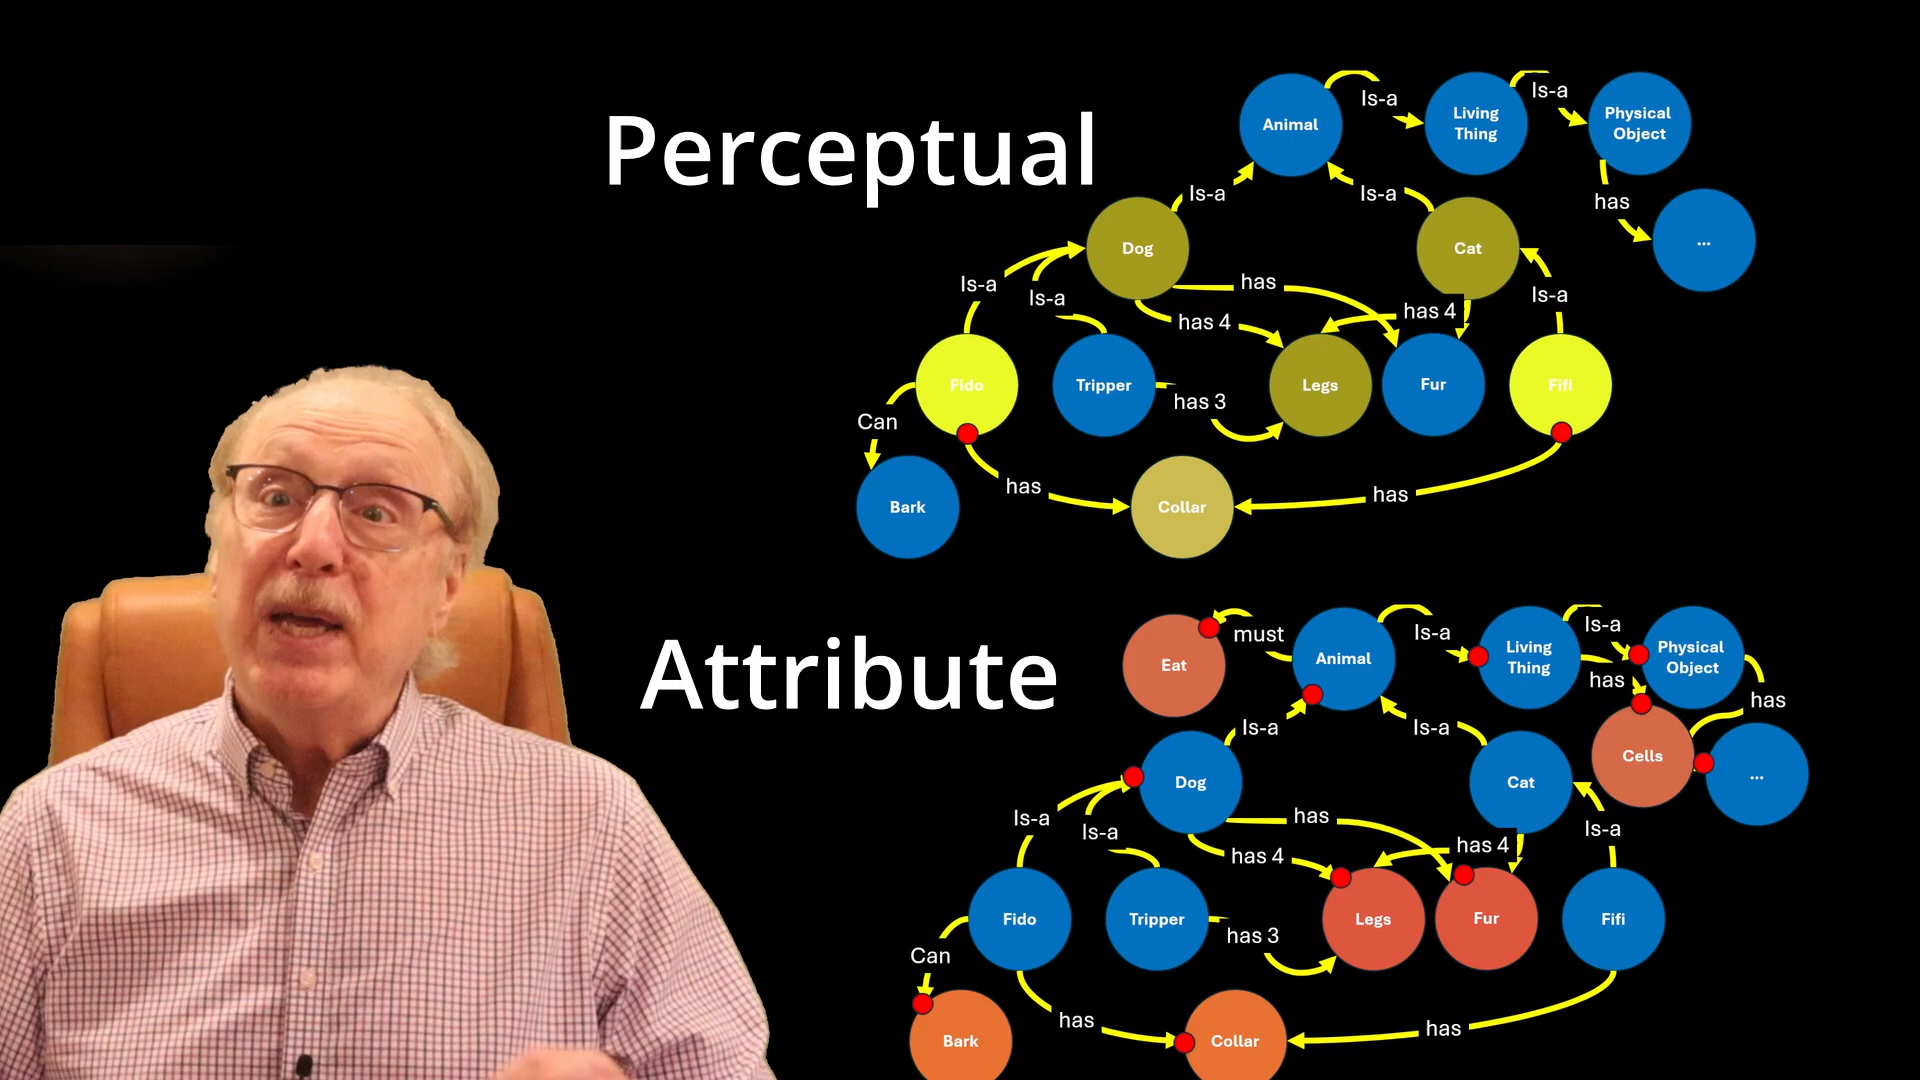 Perceptual
Animal
Is-a
Living
Thing
Is-a
Physical
Object
Is-a
Is-a
has
Dog
Cat
...
Is-a
Is-a
has
has 4
has 4
Is-a
Fido
Tripper
has 3
Legs
Fur
Fifi
Can
Bark
has
Collar
has
Attribute
Eat
must
Animal
Is-a
Living
Thing
Is-a
has
Physical
Object
has
Is-a
Is-a
Cells
...
Dog
Cat
Is-a
Is-a
has
has 4
has 4
Is-a
Fido
Tripper
has 3
Legs
Fur
Fifi
Can
Bark
has
Collar
has